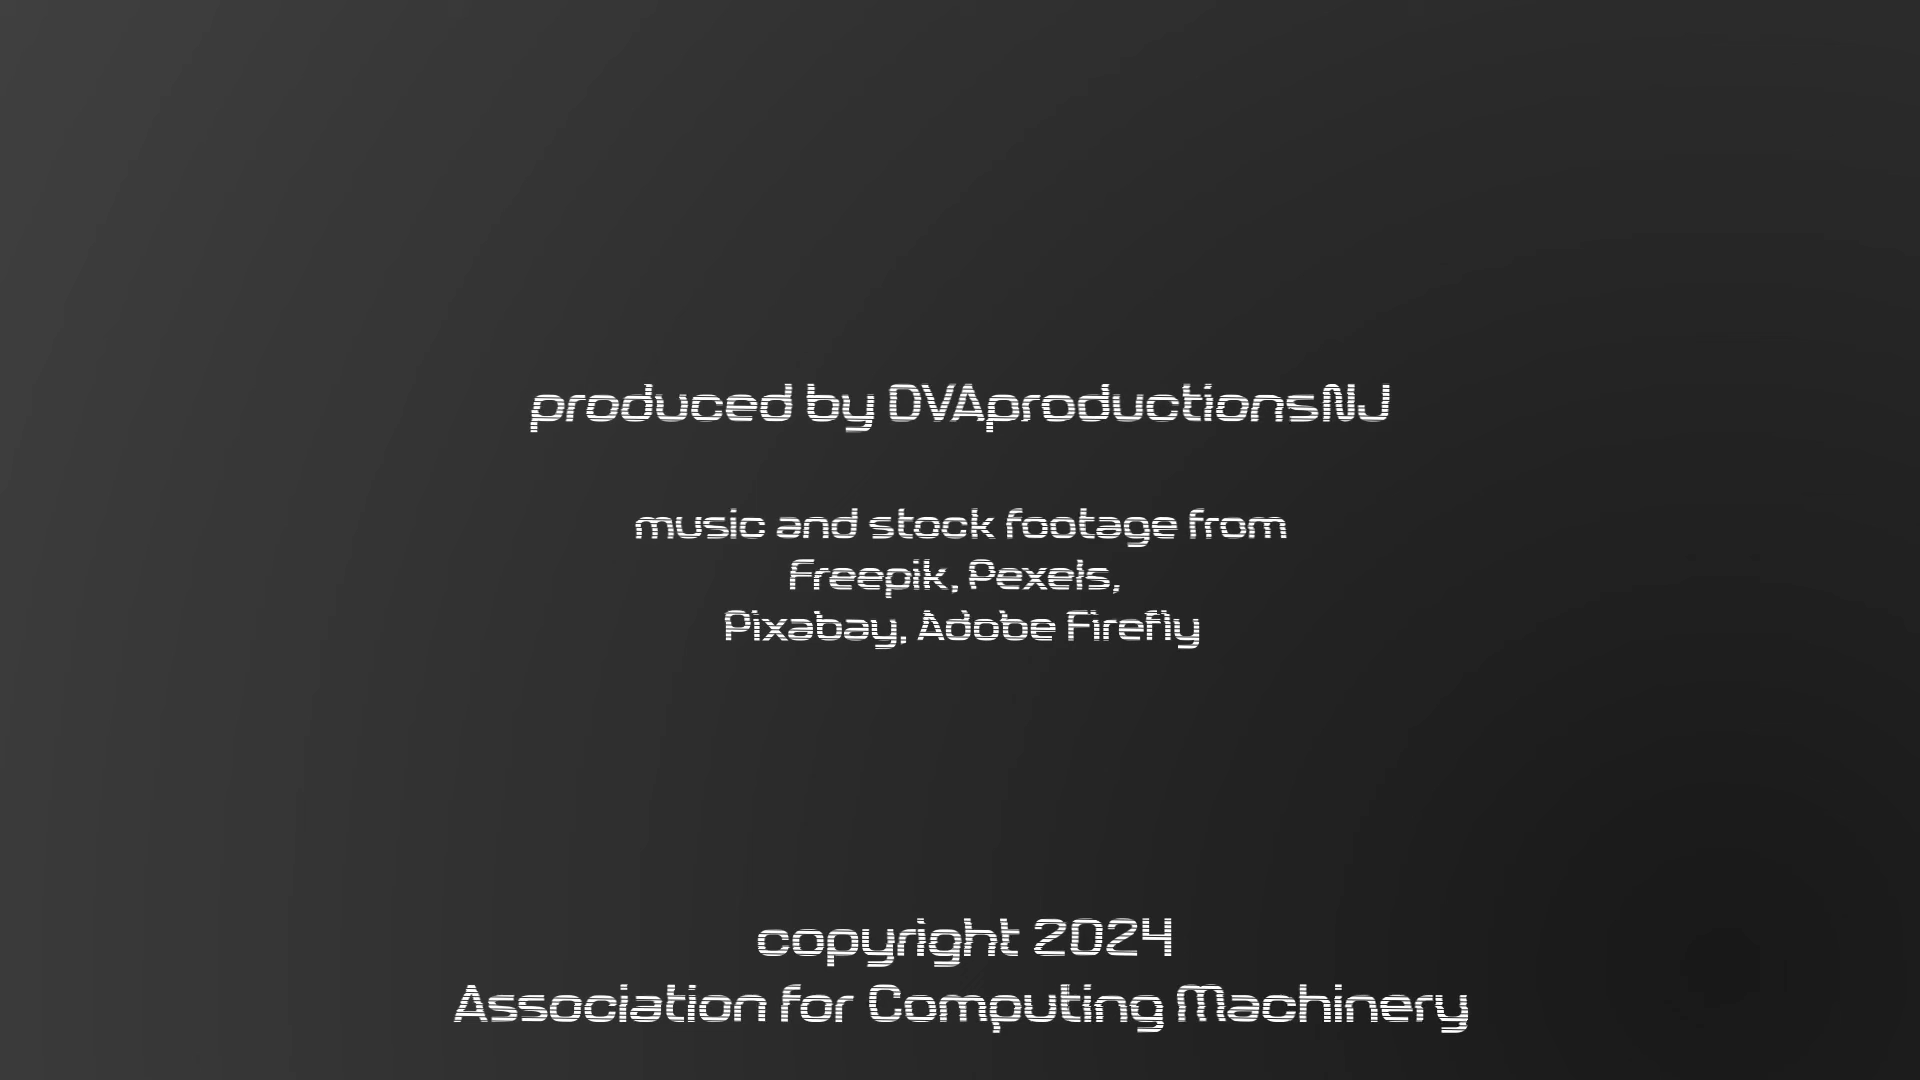 produced by DVAproductionsNJ
music and stock footage from
Freepik, Pexels,
Pixabay, Adobe Firefly
copyright 2024
Association for Computing Machinery